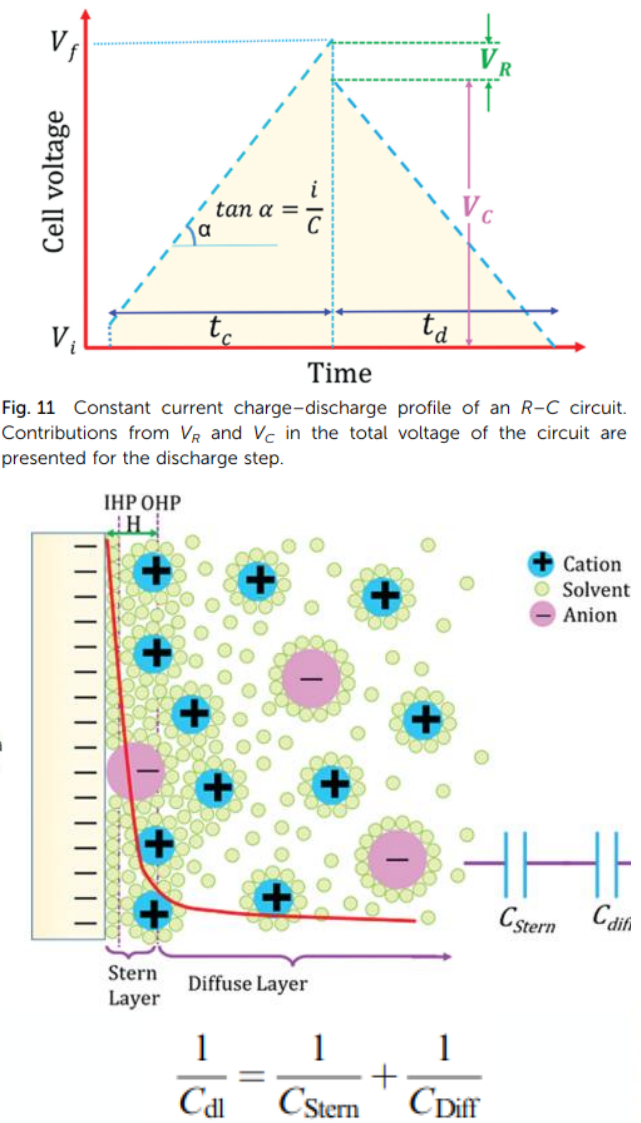 V_f
V_R
Cell voltage
tan α = i/C
α
V_C
t_c
t_d
V_i
Time
Fig. 11 Constant current charge–discharge profile of an R–C circuit.
Contributions from V_R and V_C in the total voltage of the circuit are
presented for the discharge step.
IHP OHP
H
+ Cation
Solvent
− Anion
C_Stern
C_diff
Stern
Layer
Diffuse Layer
1/C_dl = 1/C_Stern + 1/C_Diff